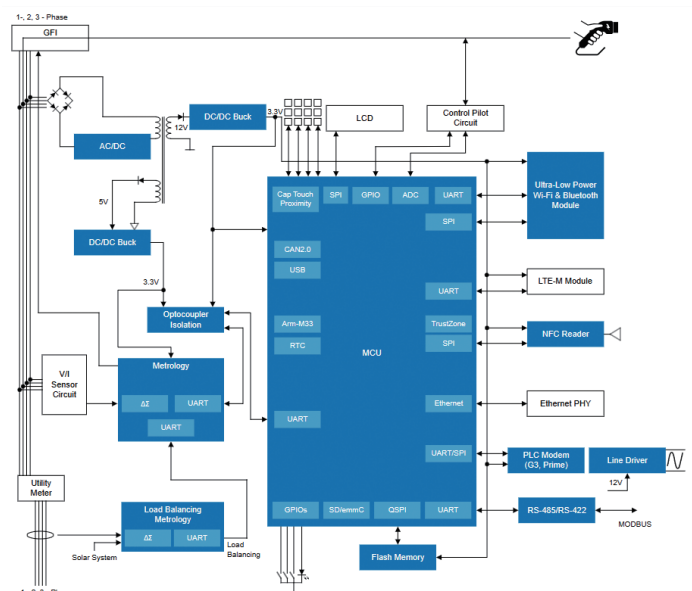 1-, 2, 3 - Phase
GFI
DC/DC Buck
3.3V
12V
LCD
Control Pilot
Circuit
AC/DC
5V
DC/DC Buck
Cap Touch
Proximity
SPI
GPIO
ADC
UART
SPI
Ultra-Low Power
Wi-Fi & Bluetooth
Module
CAN2.0
USB
3.3V
UART
LTE-M Module
Optocoupler
Isolation
Arm-M33
RTC
TrustZone
SPI
NFC Reader
MCU
V/I
Sensor
Circuit
Metrology
ΔΣ
UART
UART
UART
Ethernet
Ethernet PHY
UART/SPI
PLC Modem
(G3, Prime)
Line Driver
12V
Utility
Meter
Load Balancing
Metrology
ΔΣ
UART
Solar System
Load
Balancing
GPIOs
SD/emmC
QSPI
UART
RS-485/RS-422
MODBUS
Flash Memory